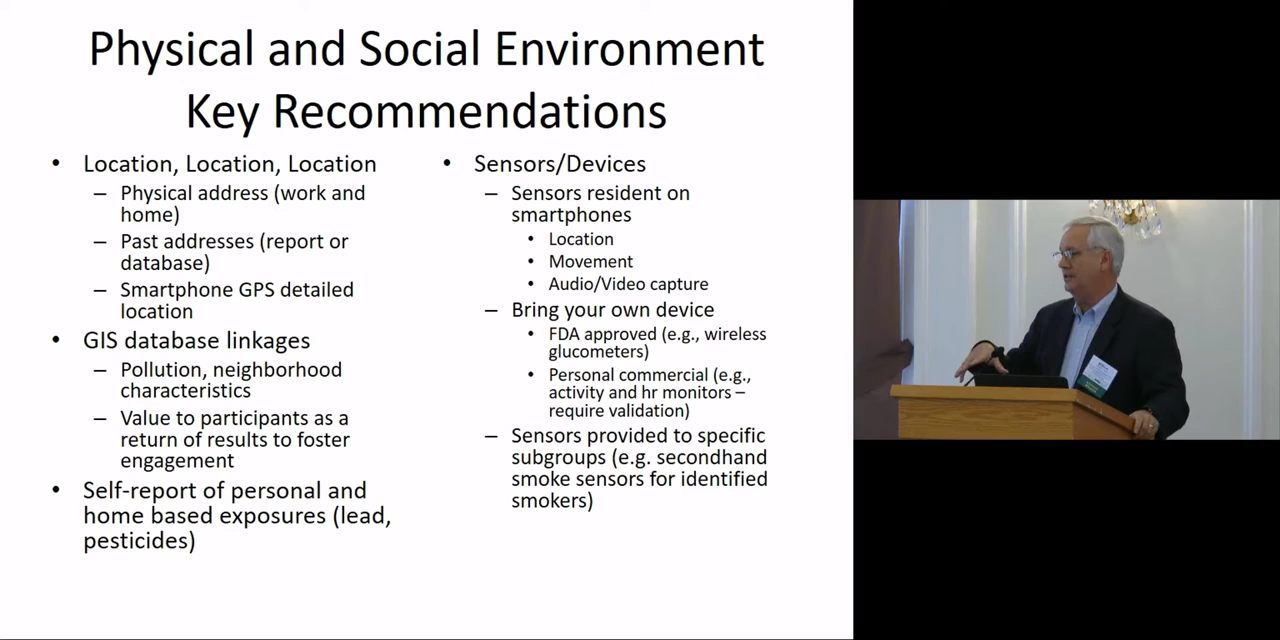 Physical and Social Environment
Key Recommendations
• Location, Location, Location
– Physical address (work and
home)
– Past addresses (report or
database)
– Smartphone GPS detailed
location
• GIS database linkages
– Pollution, neighborhood
characteristics
– Value to participants as a
return of results to foster
engagement
• Self-report of personal and
home based exposures (lead,
pesticides)
• Sensors/Devices
– Sensors resident on
smartphones
• Location
• Movement
• Audio/Video capture
– Bring your own device
• FDA approved (e.g., wireless
glucometers)
• Personal commercial (e.g.,
activity and hr monitors –
require validation)
– Sensors provided to specific
subgroups (e.g. secondhand
smoke sensors for identified
smokers)